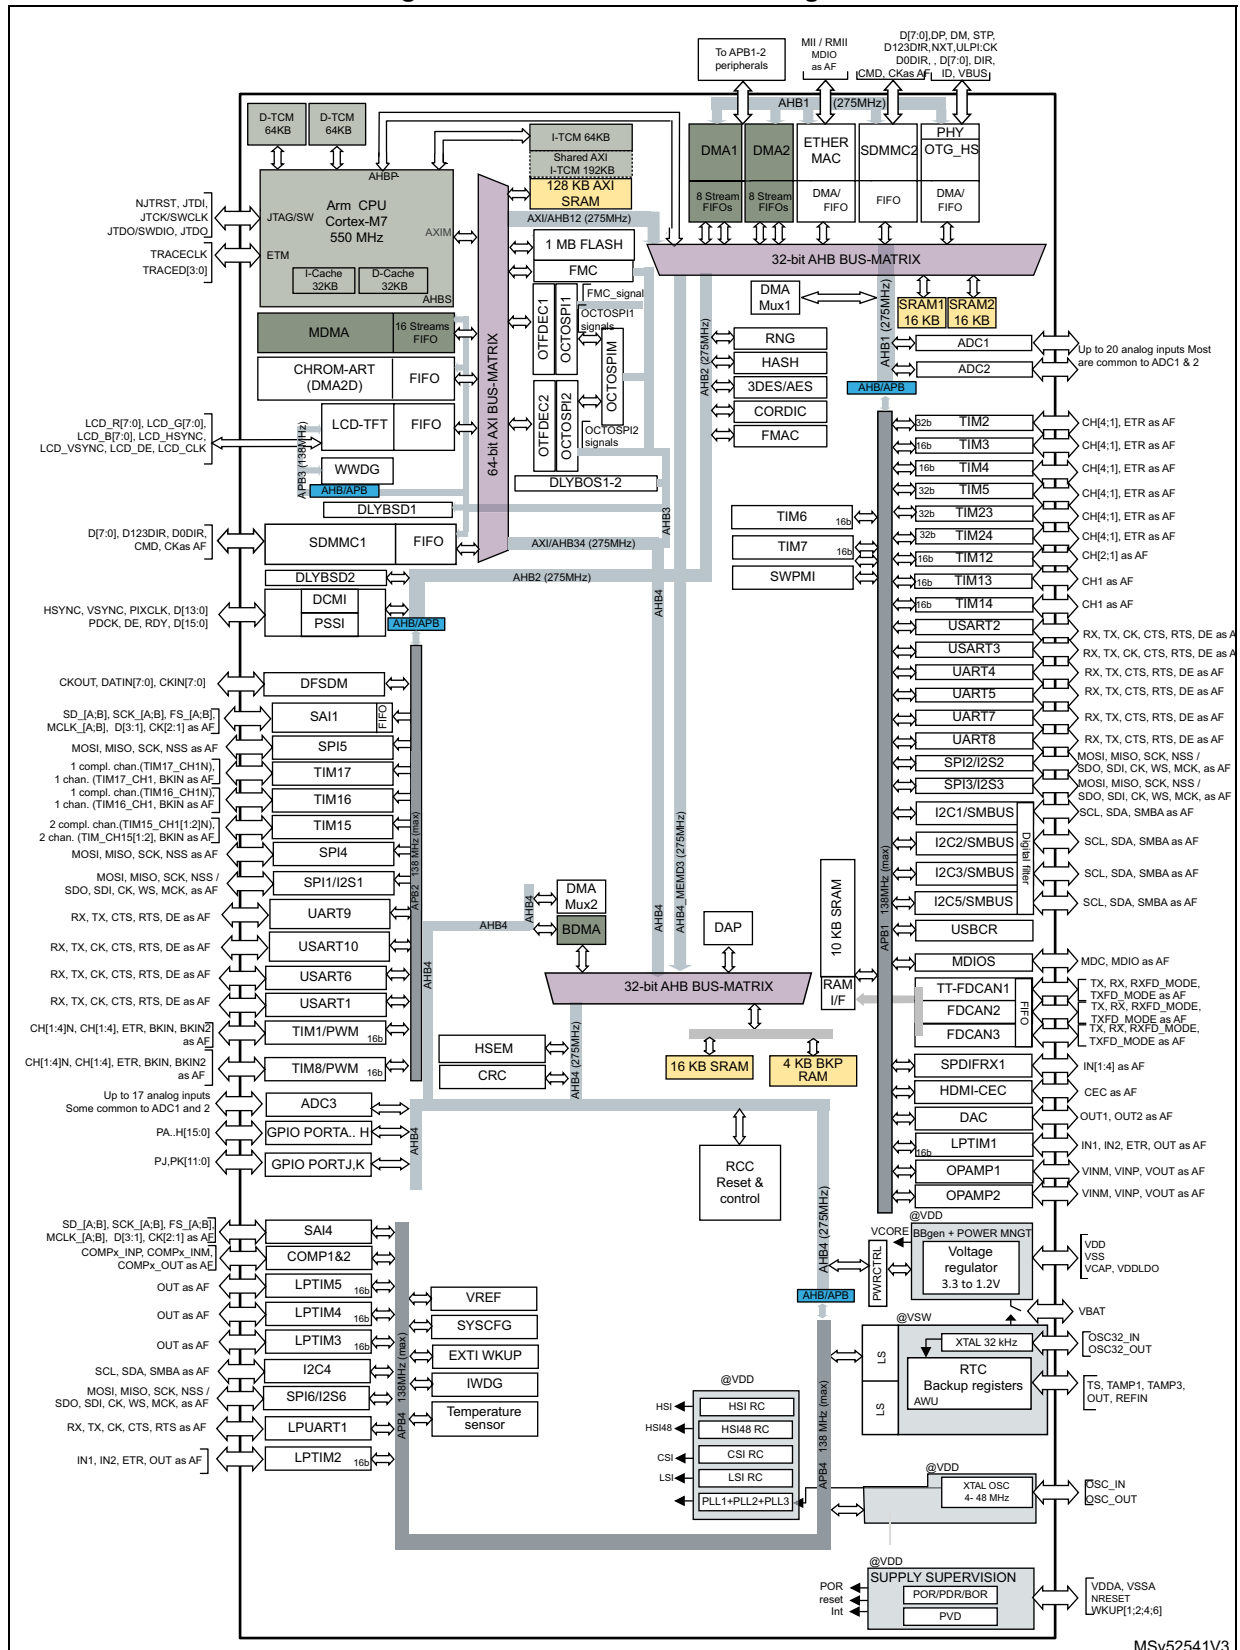 To APB1-2
peripherals
MII / RMII
MDIO
as AF
D[7:0],DP, DM, STP,
D123DIR,NXT,ULPI:CK
D0DIR, , D[7:0], DIR,
CMD, CKas AF
ID, VBUS
AHB1 (275MHz)
D-TCM
64KB
D-TCM
64KB
I-TCM 64KB
Shared AXI
I-TCM 192KB
128 KB AXI
SRAM
DMA1
8 Stream
FIFOs
DMA2
8 Stream
FIFOs
ETHER
MAC
DMA/
FIFO
SDMMC2
FIFO
PHY
OTG_HS
DMA/
FIFO
AHBP
Arm CPU
Cortex-M7
550 MHz
JTAG/SW
ETM
AXIM
AHBS
I-Cache
32KB
D-Cache
32KB
NJTRST, JTDI,
JTCK/SWCLK
JTDO/SWDIO, JTDO
TRACECLK
TRACED[3:0]
AXI/AHB12 (275MHz)
1 MB FLASH
FMC
FMC_signal
32-bit AHB BUS-MATRIX
DMA
Mux1
SRAM1
16 KB
SRAM2
16 KB
MDMA
16 Streams
FIFO
CHROM-ART
(DMA2D)
FIFO
LCD-TFT
FIFO
LCD_R[7:0], LCD_G[7:0],
LCD_B[7:0], LCD_HSYNC,
LCD_VSYNC, LCD_DE, LCD_CLK
WWDG
AHB/APB
APB3 (138MHz)
DLYBSD1
64-bit AXI BUS-MATRIX
OTFDEC1
OCTOSPI1
OCTOSPI1
signals
OCTOSPIM
OTFDEC2
OCTOSPI2
OCTOSPI2
signals
DLYBOS1-2
AHB3
AHB2 (275MHz)
RNG
HASH
3DES/AES
CORDIC
FMAC
AHB1 (275MHz)
ADC1
ADC2
Up to 20 analog inputs Most
are common to ADC1 & 2
AHB/APB
D[7:0], D123DIR, D0DIR,
CMD, CKas AF
SDMMC1
FIFO
AXI/AHB34 (275MHz)
DLYBSD2
AHB2 (275MHz)
HSYNC, VSYNC, PIXCLK, D[13:0]
PDCK, DE, RDY, D[15:0]
DCMI
PSSI
AHB/APB
AHB4
TIM6
16b
TIM7
16b
SWPMI
32b
TIM2
CH[4;1], ETR as AF
16b
TIM3
CH[4;1], ETR as AF
16b
TIM4
CH[4;1], ETR as AF
32b
TIM5
CH[4;1], ETR as AF
32b
TIM23
CH[4;1], ETR as AF
32b
TIM24
CH[4;1], ETR as AF
16b
TIM12
CH[2;1] as AF
16b
TIM13
CH1 as AF
16b
TIM14
CH1 as AF
USART2
RX, TX, CK, CTS, RTS, DE as A
USART3
RX, TX, CK, CTS, RTS, DE as A
UART4
RX, TX, CTS, RTS, DE as AF
UART5
RX, TX, CTS, RTS, DE as AF
UART7
RX, TX, CTS, RTS, DE as AF
UART8
RX, TX, CTS, RTS, DE as AF
SPI2/I2S2
MOSI, MISO, SCK, NSS /
SDO, SDI, CK, WS, MCK, as AF
SPI3/I2S3
MOSI, MISO, SCK, NSS /
SDO, SDI, CK, WS, MCK, as AF
I2C1/SMBUS
SCL, SDA, SMBA as AF
I2C2/SMBUS
SCL, SDA, SMBA as AF
I2C3/SMBUS
SCL, SDA, SMBA as AF
I2C5/SMBUS
SCL, SDA, SMBA as AF
Digital filter
USBCR
MDIOS
MDC, MDIO as AF
TT-FDCAN1
TX, RX, RXFD_MODE,
TXFD_MODE as AF
FDCAN2
TX, RX, RXFD_MODE,
TXFD_MODE as AF
FDCAN3
TX, RX, RXFD_MODE,
TXFD_MODE as AF
FIFO
SPDIFRX1
IN[1:4] as AF
HDMI-CEC
CEC as AF
DAC
OUT1, OUT2 as AF
LPTIM1
16b
IN1, IN2, ETR, OUT as AF
OPAMP1
VINM, VINP, VOUT as AF
OPAMP2
VINM, VINP, VOUT as AF
APB1 138MHz (max)
10 KB SRAM
RAM
I/F
CKOUT, DATIN[7:0], CKIN[7:0]
DFSDM
SD_[A;B], SCK_[A;B], FS_[A;B],
MCLK_[A;B], D[3:1], CK[2:1] as AF
SAI1
FIFO
MOSI, MISO, SCK, NSS as AF
SPI5
1 compl. chan.(TIM17_CH1N),
1 chan. (TIM17_CH1, BKIN as AF
TIM17
1 compl. chan.(TIM16_CH1N),
1 chan. (TIM16_CH1, BKIN as AF
TIM16
2 compl. chan.(TIM15_CH1[1:2]N),
2 chan. (TIM_CH15[1:2], BKIN as AF
TIM15
MOSI, MISO, SCK, NSS as AF
SPI4
MOSI, MISO, SCK, NSS /
SDO, SDI, CK, WS, MCK, as AF
SPI1/I2S1
RX, TX, CTS, RTS, DE as AF
UART9
RX, TX, CK, CTS, RTS, DE as AF
USART10
RX, TX, CK, CTS, RTS, DE as AF
USART6
RX, TX, CK, CTS, RTS, DE as AF
USART1
CH[1:4]N, CH[1:4], ETR, BKIN, BKIN2
as AF
TIM1/PWM
16b
CH[1:4]N, CH[1:4], ETR, BKIN, BKIN2
as AF
TIM8/PWM
16b
APB2 138 MHz (max)
Up to 17 analog inputs
Some common to ADC1 and 2
ADC3
PA..H[15:0]
GPIO PORTA.. H
PJ,PK[11:0]
GPIO PORTJ,K
AHB4
AHB4
AHB4
AHB4
DMA
Mux2
BDMA
AHB4
AHB4_MEMD3 (275MHz)
DAP
32-bit AHB BUS-MATRIX
HSEM
CRC
AHB4 (275MHz)
16 KB SRAM
4 KB BKP
RAM
RCC
Reset &
control
AHB4 (275MHz)
SD_[A;B], SCK_[A;B], FS_[A;B],
MCLK_[A;B], D[3:1], CK[2:1] as AF
SAI4
COMPx_INP, COMPx_INM,
COMPx_OUT as AF
COMP1&2
OUT as AF
LPTIM5
16b
OUT as AF
LPTIM4
16b
OUT as AF
LPTIM3
16b
SCL, SDA, SMBA as AF
I2C4
MOSI, MISO, SCK, NSS /
SDO, SDI, CK, WS, MCK, as AF
SPI6/I2S6
RX, TX, CK, CTS, RTS as AF
LPUART1
IN1, IN2, ETR, OUT as AF
LPTIM2
16b
APB4 138MHz (max)
VREF
SYSCFG
EXTI WKUP
IWDG
Temperature
sensor
@VDD
HSI
HSI RC
HSI48
HSI48 RC
CSI
CSI RC
LSI
LSI RC
PLL1+PLL2+PLL3
AHB/APB
APB4 138 MHz (max)
PWRCTRL
@VDD
VCORE
BBgen + POWER MNGT
Voltage
regulator
3.3 to 1.2V
VDD
VSS
VCAP, VDDLDO
VBAT
@VSW
LS
LS
XTAL 32 kHz
RTC
Backup registers
AWU
OSC32_IN
OSC32_OUT
TS, TAMP1, TAMP3,
OUT, REFIN
@VDD
XTAL OSC
4- 48 MHz
OSC_IN
OSC_OUT
@VDD
SUPPLY SUPERVISION
POR
reset
Int
POR/PDR/BOR
PVD
VDDA, VSSA
NRESET
WKUP[1;2;4;6]
MSv52541V3